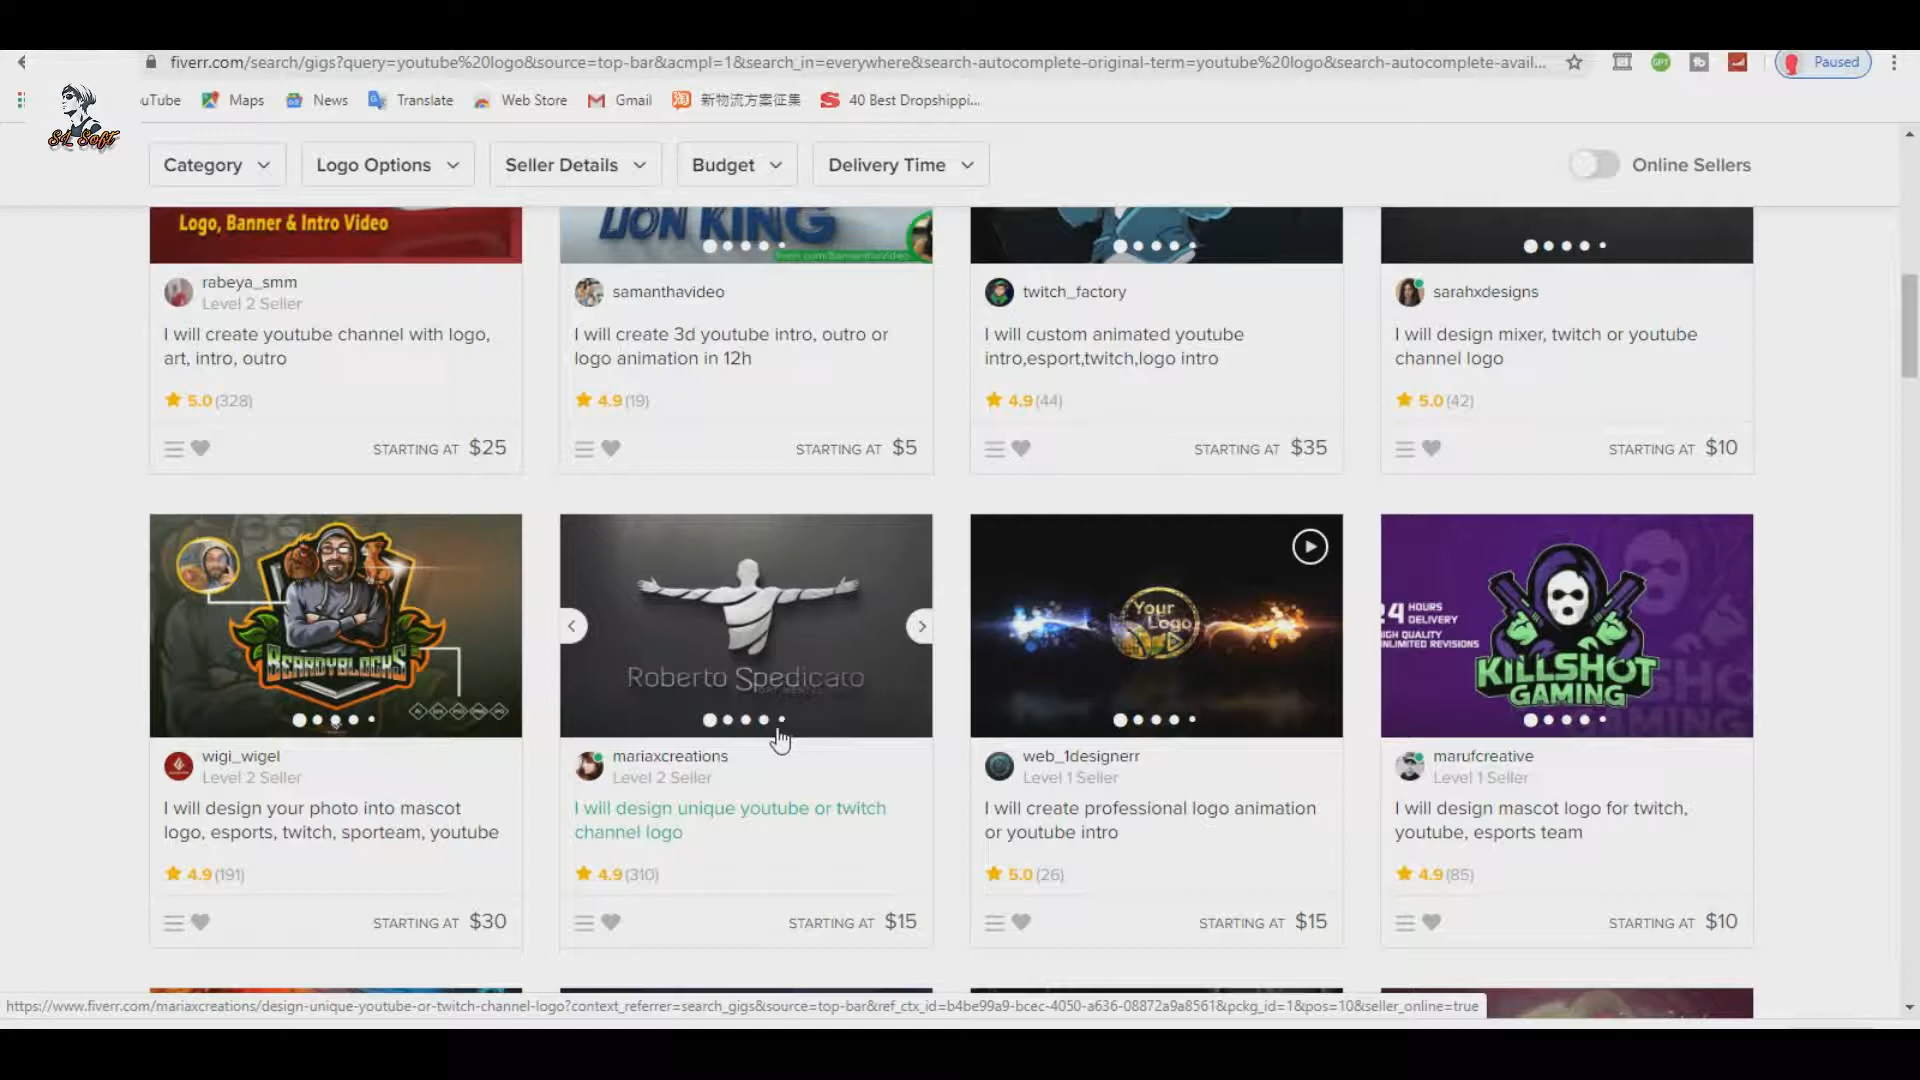 fiverr.com/search/gigs?query=youtube%20logo&source=top-bar&acmpl=1&search_in=everywhere&search-autocomplete-original-term=youtube%20logo&search-autocomplete-avail...
Paused
SL Soft
uTube
Maps
News
Translate
Web Store
Gmail
新物流方案征集
40 Best Dropshippi...
Category
Logo Options
Seller Details
Budget
Delivery Time
Online Sellers
Logo, Banner & Intro Video
LION KING
rabeya_smm
Level 2 Seller
I will create youtube channel with logo,
art, intro, outro
5.0 (328)
STARTING AT $25
samanthavideo
I will create 3d youtube intro, outro or
logo animation in 12h
4.9 (19)
STARTING AT $5
twitch_factory
I will custom animated youtube
intro,esport,twitch,logo intro
4.9 (44)
STARTING AT $35
sarahxdesigns
I will design mixer, twitch or youtube
channel logo
5.0 (42)
STARTING AT $10
BEARDYBLOCKS
wigi_wigel
Level 2 Seller
I will design your photo into mascot
logo, esports, twitch, sporteam, youtube
4.9 (191)
STARTING AT $30
Roberto Spedicato
mariaxcreations
Level 2 Seller
I will design unique youtube or twitch
channel logo
4.9 (310)
STARTING AT $15
Your
Logo
web_1designerr
Level 1 Seller
I will create professional logo animation
or youtube intro
5.0 (26)
STARTING AT $15
24 HOURS
DELIVERY
HIGH QUALITY
UNLIMITED REVISIONS
KILLSHOT
GAMING
marufcreative
Level 1 Seller
I will design mascot logo for twitch,
youtube, esports team
4.9 (85)
STARTING AT $10
https://www.fiverr.com/mariaxcreations/design-unique-youtube-or-twitch-channel-logo?context_referrer=search_gigs&source=top-bar&ref_ctx_id=b4be99a9-bcec-4050-a636-08872a9a8561&pckg_id=1&pos=10&seller_online=true